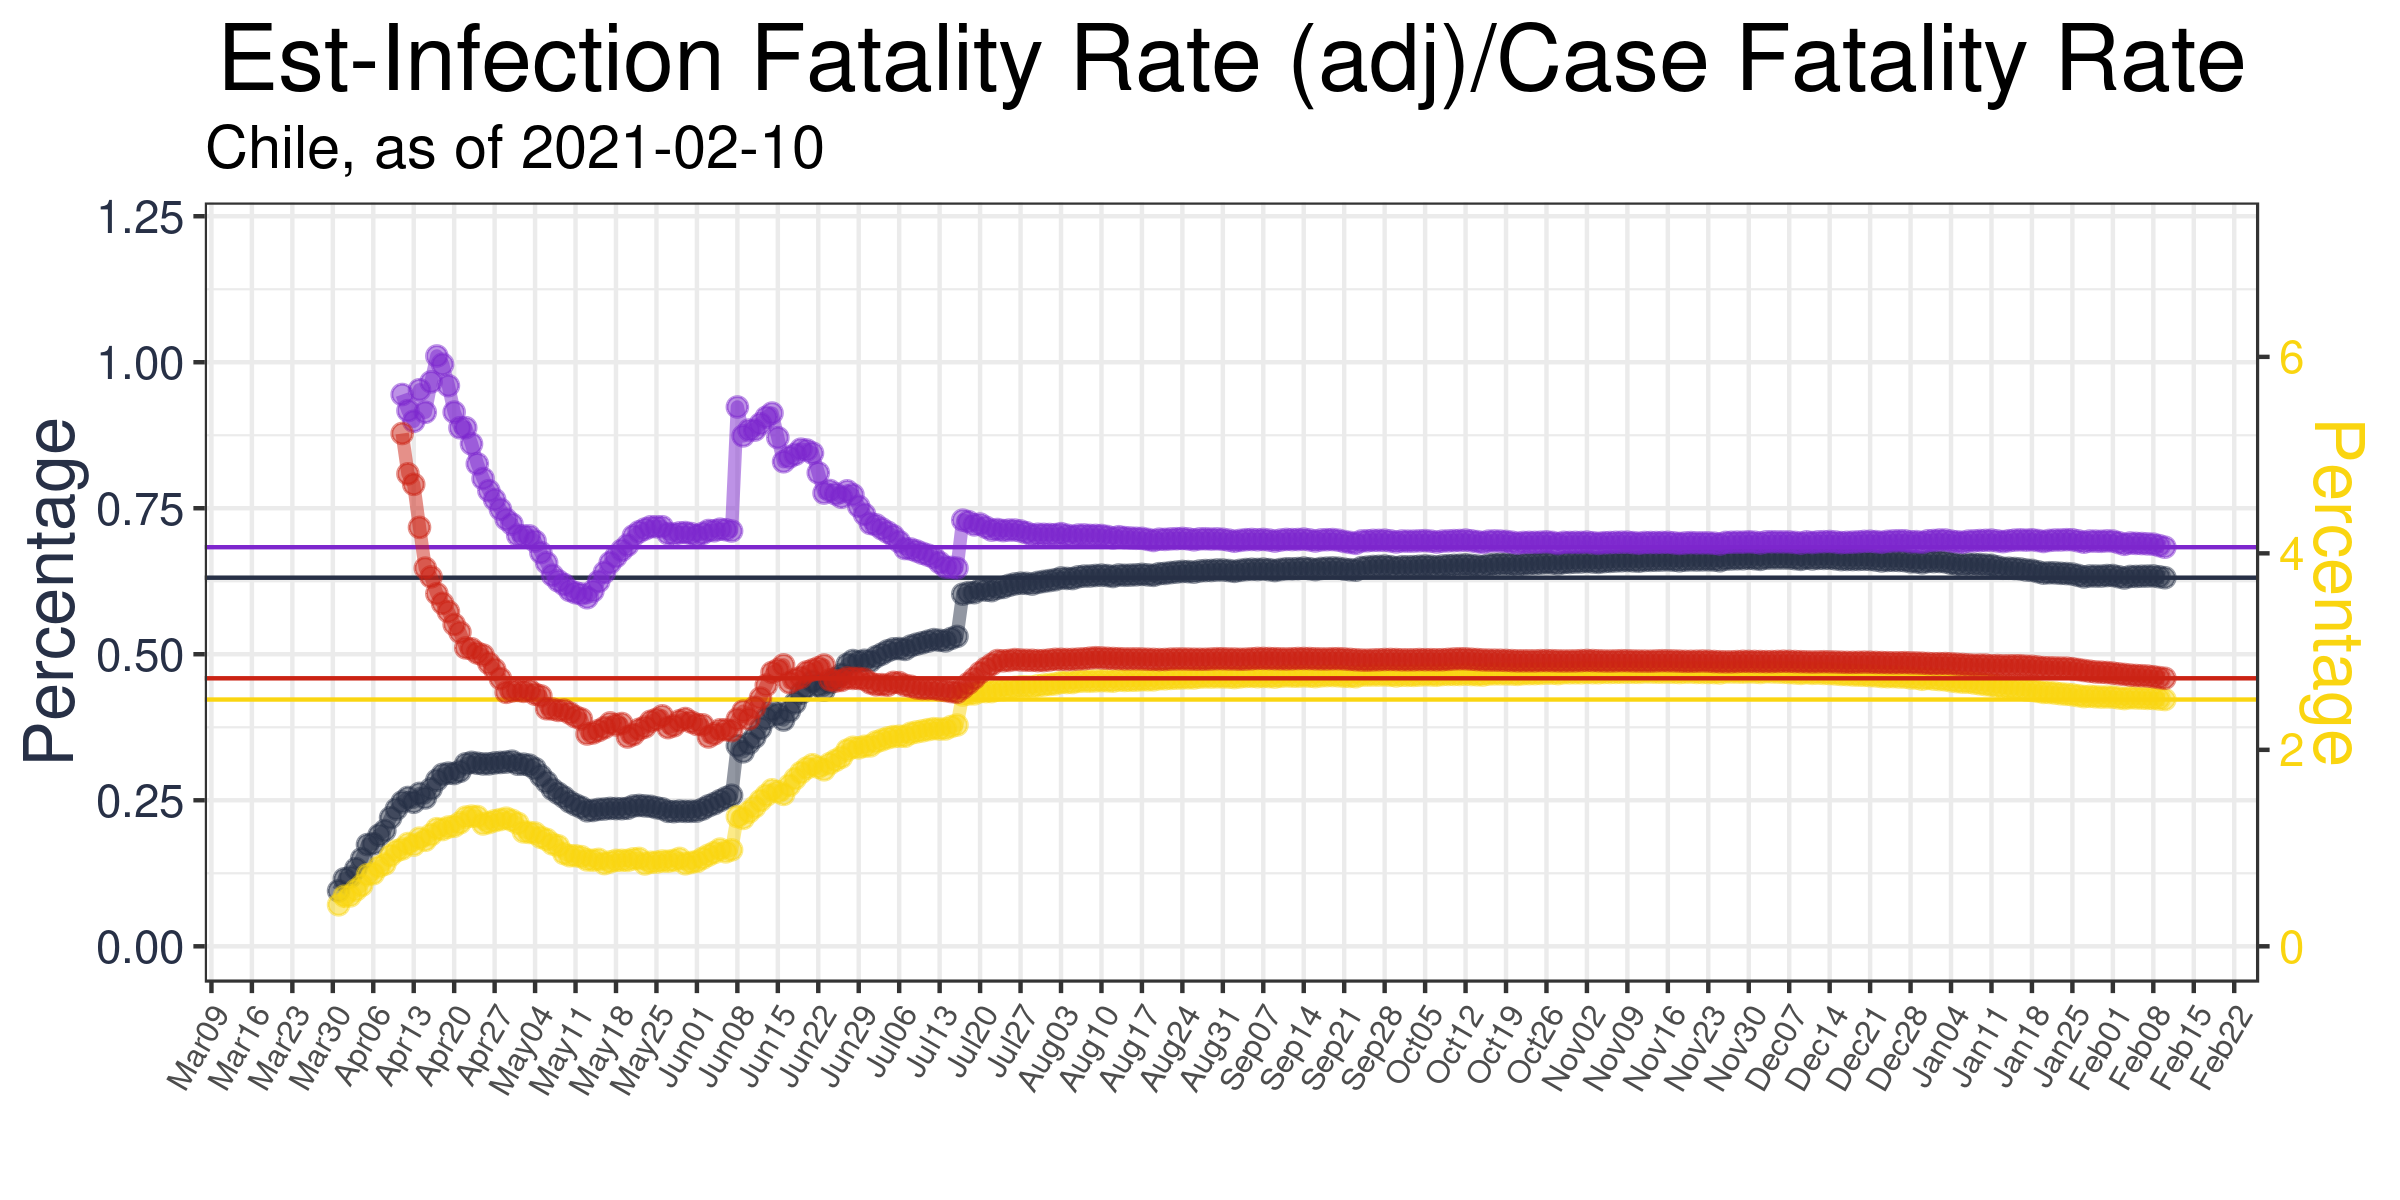 Est-Infection Fatality Rate (adj)/Case Fatality Rate
Chile, as of 2021-02-10
Percentage
1.25
1.00
0.75
0.50
0.25
0.00
6
4
2
0
Percentage
Mar09
Mar16
Mar23
Mar30
Apr06
Apr13
Apr20
Apr27
May04
May11
May18
May25
Jun01
Jun08
Jun15
Jun22
Jun29
Jul06
Jul13
Jul20
Jul27
Aug03
Aug10
Aug17
Aug24
Aug31
Sep07
Sep14
Sep21
Sep28
Oct05
Oct12
Oct19
Oct26
Nov02
Nov09
Nov16
Nov23
Nov30
Dec07
Dec14
Dec21
Dec28
Jan04
Jan11
Jan18
Jan25
Feb01
Feb08
Feb15
Feb22